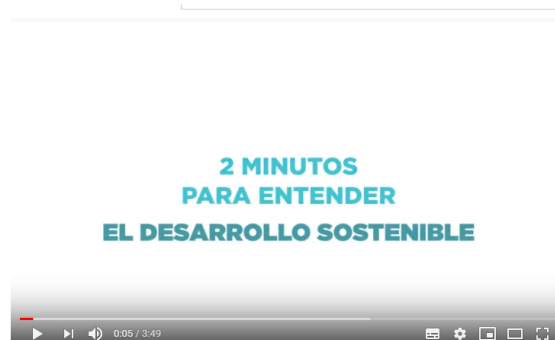 2 MINUTOS
PARA ENTENDER
EL DESARROLLO SOSTENIBLE
0:05 / 3:49